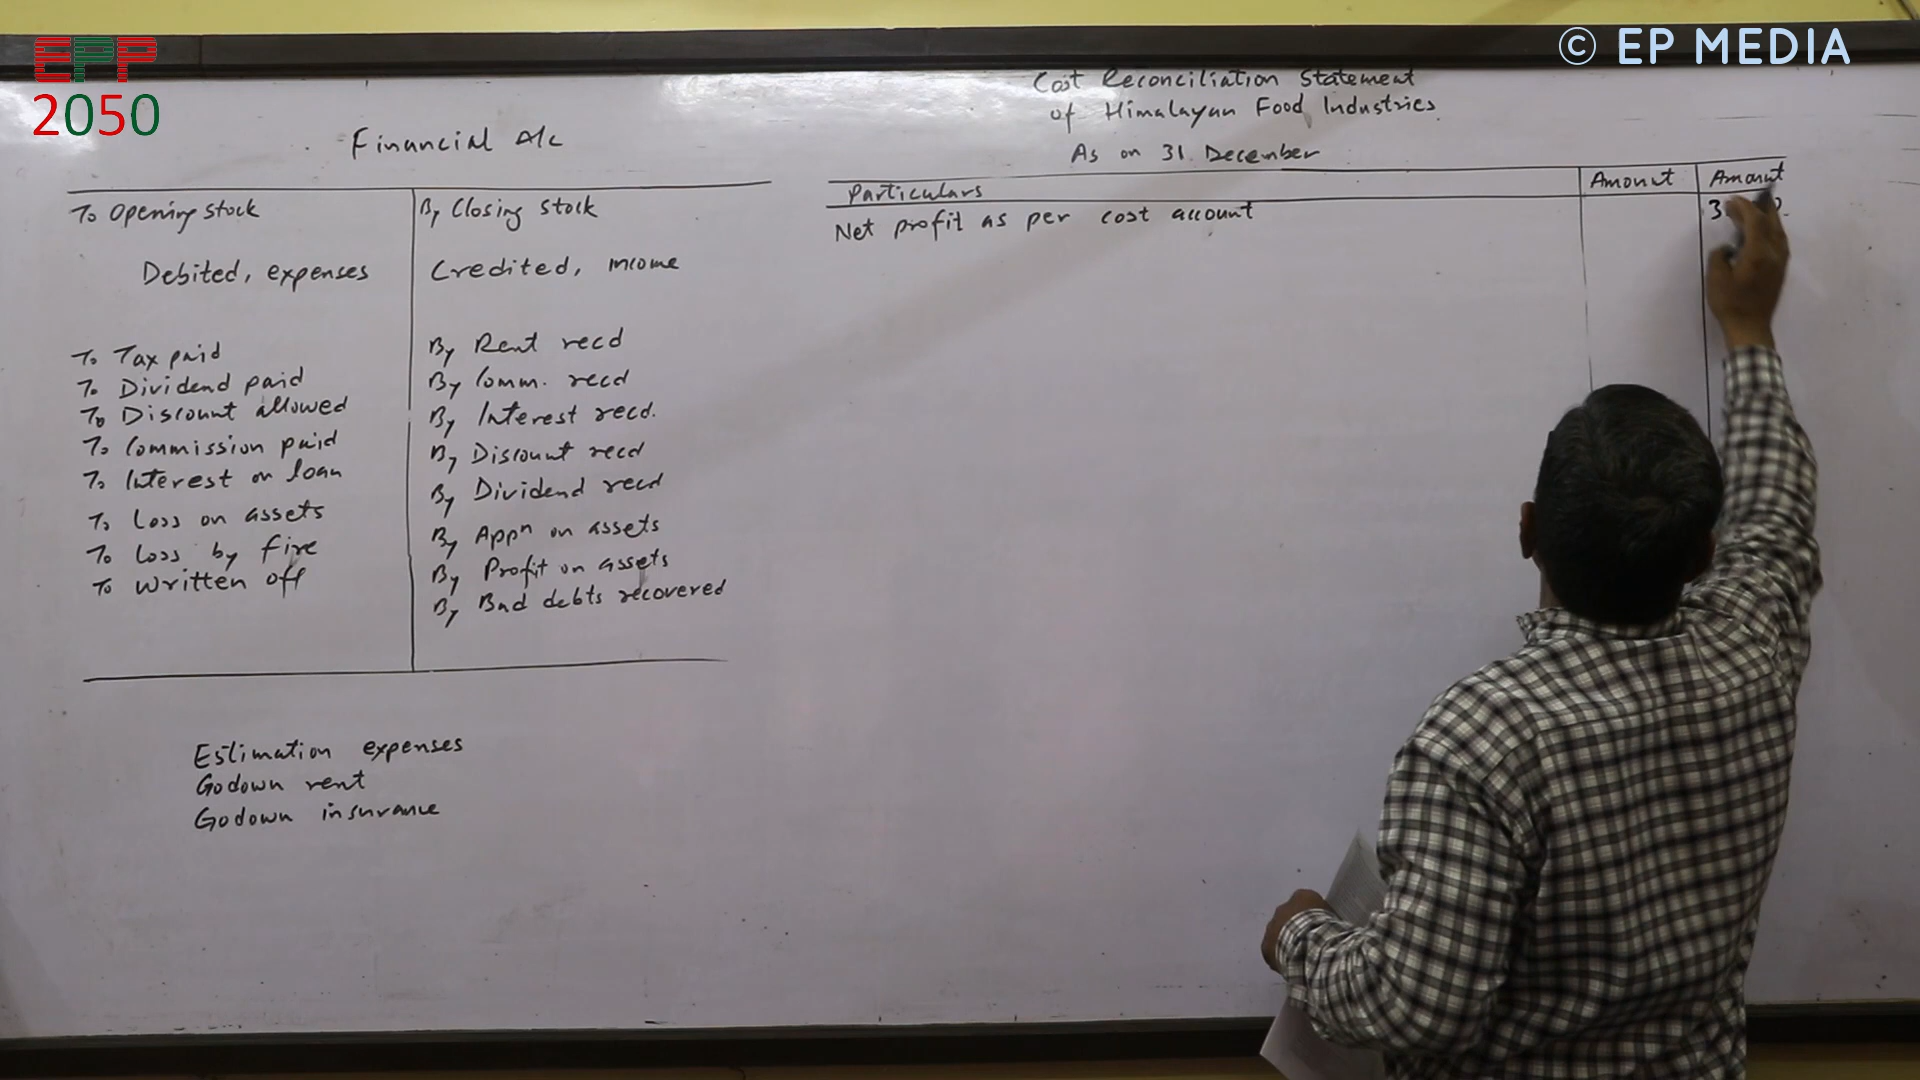 EPP
2050
© EP MEDIA
Financial A/c
To Opening stock
By Closing stock
Debited, expenses
Credited, income
To Tax paid
To Dividend paid
To Discount allowed
To Commission paid
To Interest on loan
To Loss on assets
To Loss by fire
To Written off
By Rent recd
By Comm. recd
By Interest recd.
By Discount recd
By Dividend recd
By Appn on assets
By Profit on assets
By Bad debts recovered
Estimation expenses
Godown rent
Godown insurance
Cost Reconciliation Statement
of Himalayan Food Industries
As on 31 December
Particulars Amount Amount
Net profit as per cost account